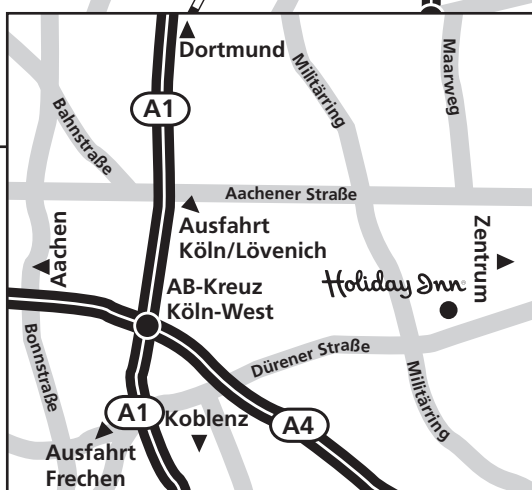 Dortmund
Militärring
Maarweg
A1
Bahnstraße
Aachener Straße
Ausfahrt
Köln/Lövenich
Aachen
Zentrum
AB-Kreuz
Köln-West
Holiday Inn
Bonnstraße
Dürener Straße
Militärring
A1
Koblenz
A4
Ausfahrt
Frechen